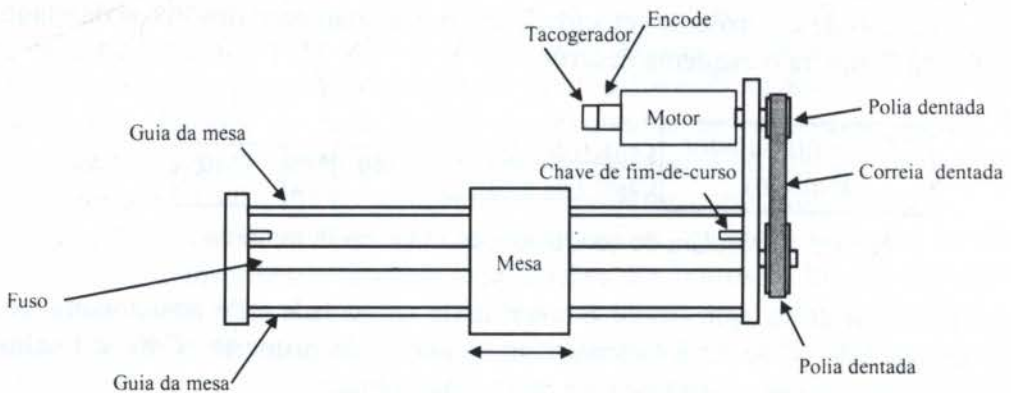 Encode
Tacogerador
Motor
Polia dentada
Guia da mesa
Chave de fim-de-curso
Correia dentada
Mesa
Fuso
Polia dentada
Guia da mesa